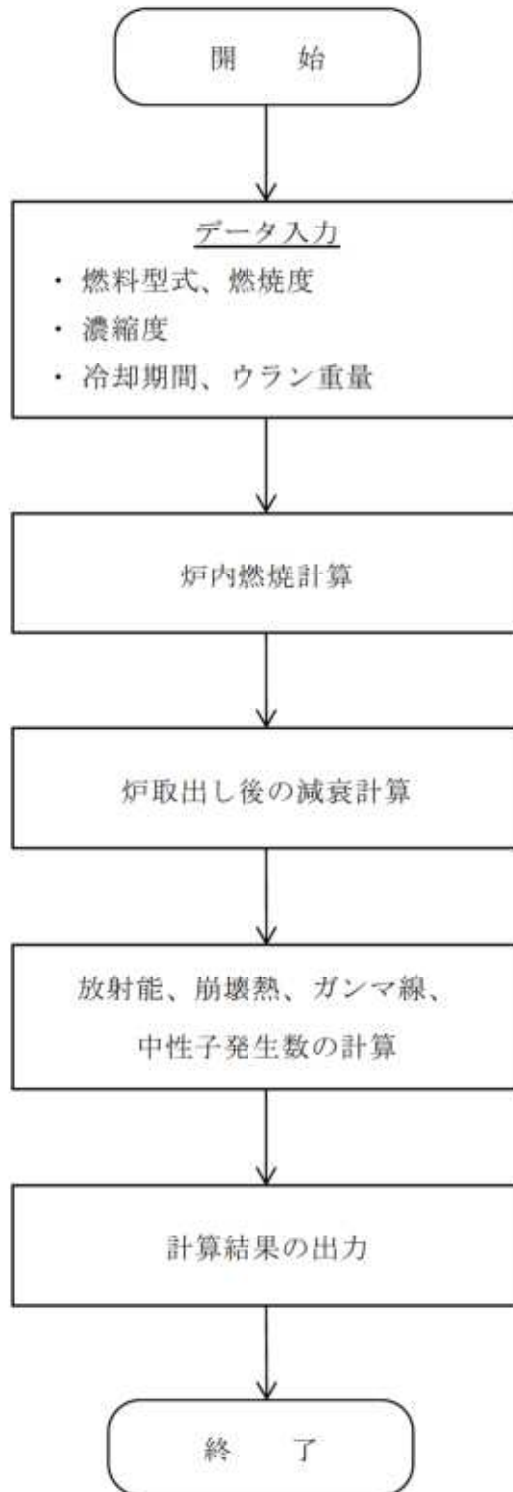 開　始
データ入力
・ 燃料型式、燃焼度
・ 濃縮度
・ 冷却期間、ウラン重量
炉内燃焼計算
炉取出し後の減衰計算
放射能、崩壊熱、ガンマ線、
中性子発生数の計算
計算結果の出力
終　了